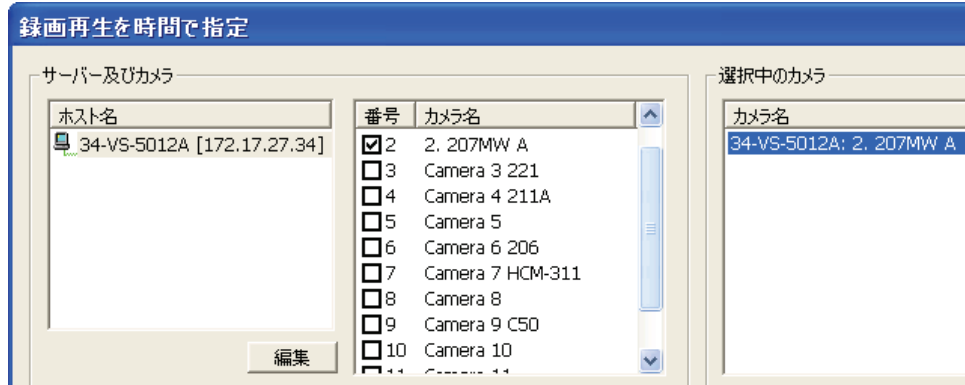 録画再生を時間で指定
サーバー及びカメラ
ホスト名
34-VS-5012A [172.17.27.34]
編集
番号 カメラ名
2 2. 207MW A
3 Camera 3 221
4 Camera 4 211A
5 Camera 5
6 Camera 6 206
7 Camera 7 HCM-311
8 Camera 8
9 Camera 9 C50
10 Camera 10
選択中のカメラ
カメラ名
34-VS-5012A: 2. 207MW A